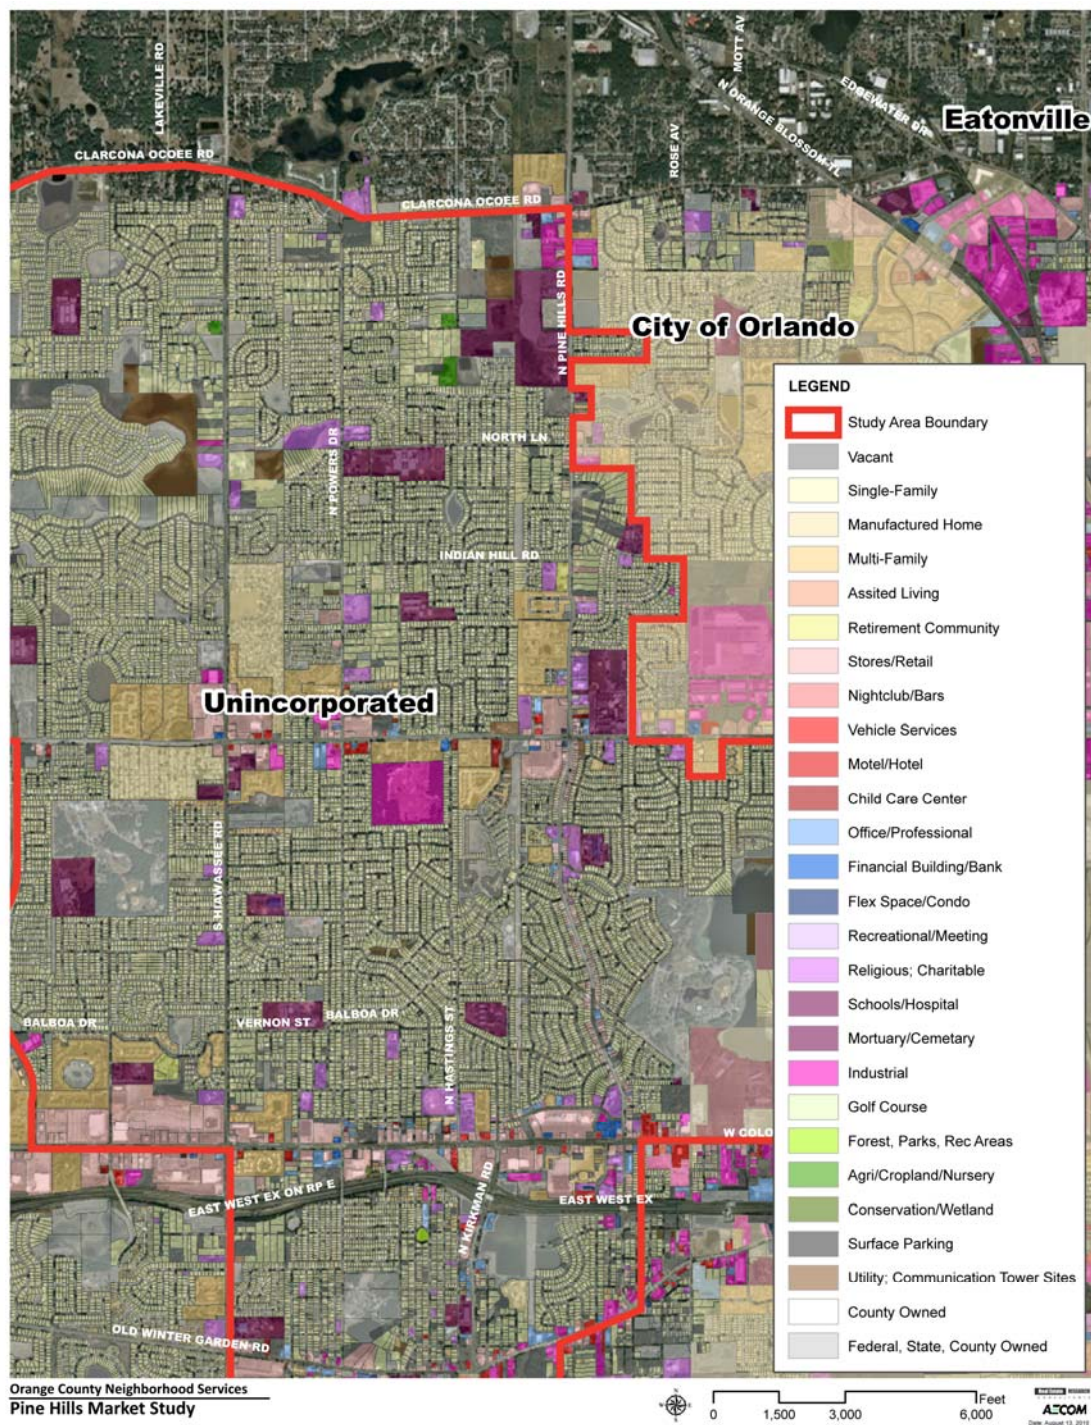 LAKEVILLE RD
MOTT AV
N ORANGE BLOSSOM TL
EDGEWATER DR
Eatonville
CLARCONA OCOEE RD
ROSE AV
CLARCONA OCOEE RD
N PINE HILLS RD
City of Orlando
LEGEND
Study Area Boundary
Vacant
Single-Family
Manufactured Home
Multi-Family
Assited Living
Retirement Community
Stores/Retail
Nightclub/Bars
Vehicle Services
Motel/Hotel
Child Care Center
Office/Professional
Financial Building/Bank
Flex Space/Condo
Recreational/Meeting
Religious; Charitable
Schools/Hospital
Mortuary/Cemetary
Industrial
Golf Course
Forest, Parks, Rec Areas
Agri/Cropland/Nursery
Conservation/Wetland
Surface Parking
Utility; Communication Tower Sites
County Owned
Federal, State, County Owned
NORTH LN
N POWERS DR
INDIAN HILL RD
Unincorporated
S HIAWASSEE RD
BALBOA DR
VERNON ST
BALBOA DR
N HASTINGS ST
W COLO
EAST WEST EX ON RP E
N KIRKMAN RD
EAST WEST EX
OLD WINTER GARDEN RD
Orange County Neighborhood Services
Pine Hills Market Study
Feet
0 1,500 3,000 6,000
AECOM
Date: August 13, 2010